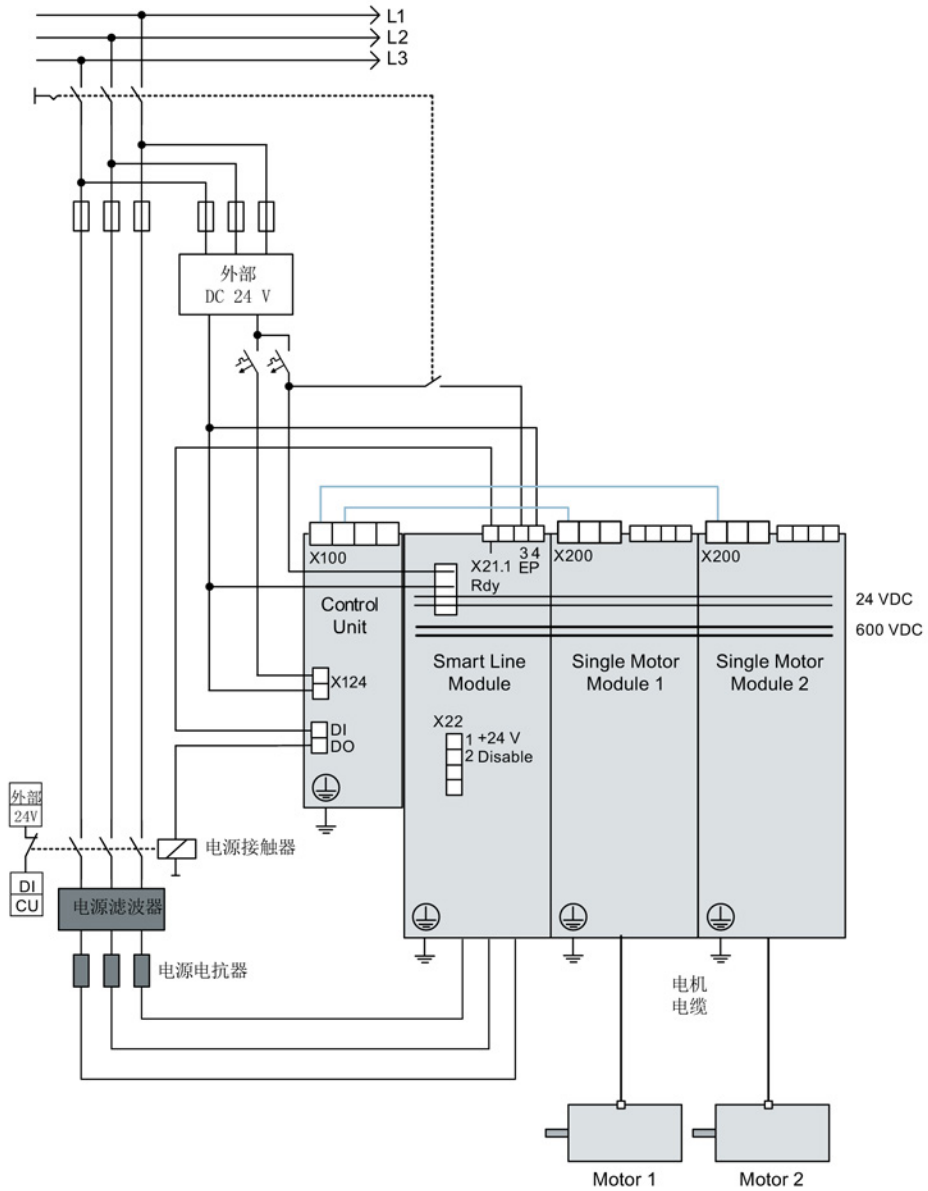 L1
L2
L3
外部
DC 24 V
X100
X21.1
Rdy
3 4
EP
X200
X200
24 VDC
600 VDC
Control
Unit
Smart Line
Module
Single Motor
Module 1
Single Motor
Module 2
X124
DI
DO
X22
1 +24 V
2 Disable
外部
24V
DI
CU
电源接触器
电源滤波器
电源电抗器
电机
电缆
Motor 1
Motor 2